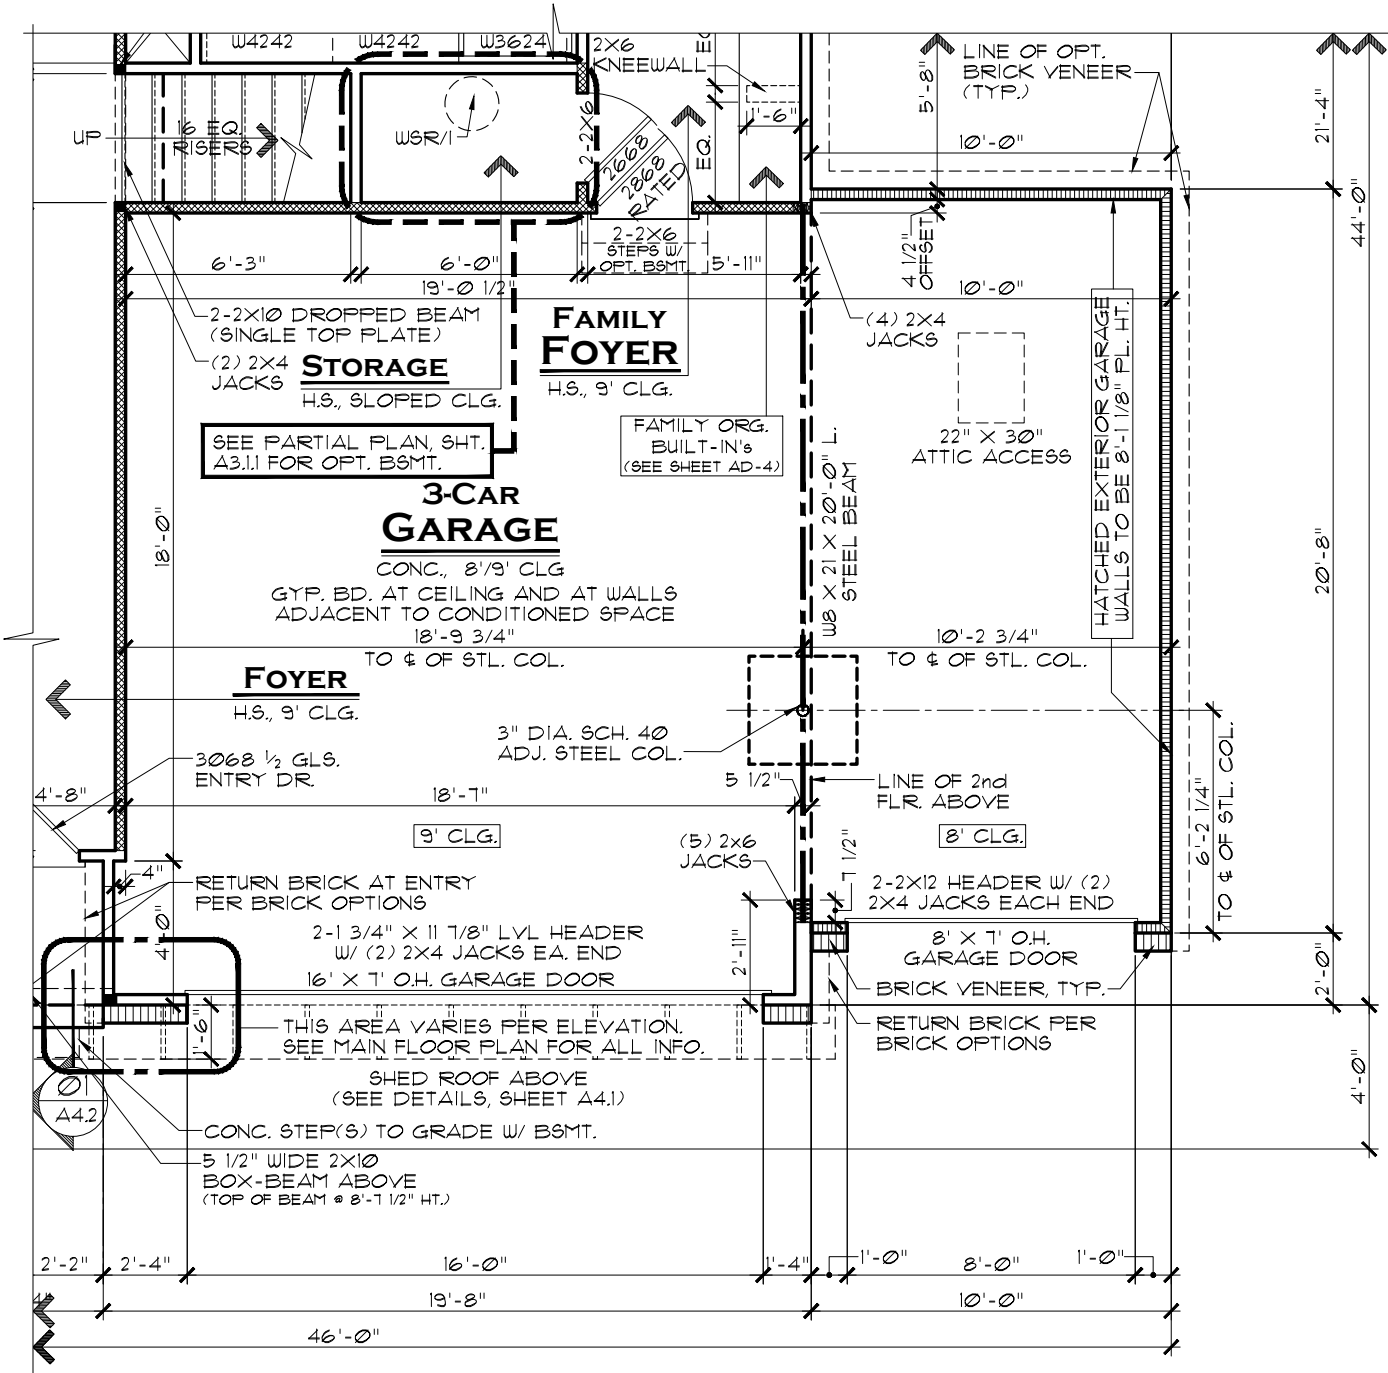 W4242
W4242
W3624
2X6
KNEEWALL
EQ
EQ.
1'-6"
5'-8"
LINE OF OPT.
BRICK VENEER
(TYP.)
10'-0"
21'-4"
44'-0"
UP
16 EQ.
RISERS
WSR/1
2-2X6
2668
2868
RATED
2-2X6
STEPS W/
OPT. BSMT.
6'-3"
6'-0"
5'-11"
4 1/2"
OFFSET
19'-0 1/2"
10'-0"
2-2X10 DROPPED BEAM
(SINGLE TOP PLATE)
(2) 2X4
JACKS
STORAGE
H.S., SLOPED CLG.
FAMILY
FOYER
H.S., 9' CLG.
(4) 2X4
JACKS
SEE PARTIAL PLAN, SHT.
A3.1.1 FOR OPT. BSMT.
FAMILY ORG.
BUILT-IN's
(SEE SHEET AD-4)
22" X 30"
ATTIC ACCESS
HATCHED EXTERIOR GARAGE
WALLS TO BE 8'-1 1/8" PL. HT.
W8 X 21 X 20'-0" L.
STEEL BEAM
3-CAR
GARAGE
CONC., 8'/9' CLG
GYP. BD. AT CEILING AND AT WALLS
ADJACENT TO CONDITIONED SPACE
18'-0"
20'-8"
18'-9 3/4"
TO ℄ OF STL. COL.
10'-2 3/4"
TO ℄ OF STL. COL.
FOYER
H.S., 9' CLG.
3" DIA. SCH. 40
ADJ. STEEL COL.
3068 ½ GLS.
ENTRY DR.
4'-8"
18'-7"
5 1/2"
LINE OF 2nd
FLR. ABOVE
6'-2 1/4"
TO ℄ OF STL. COL.
9' CLG.
8' CLG.
(5) 2x6
JACKS
7 1/2"
4"
RETURN BRICK AT ENTRY
PER BRICK OPTIONS
2-2X12 HEADER W/ (2)
2X4 JACKS EACH END
4'-0"
2-1 3/4" X 11 7/8" LVL HEADER
W/ (2) 2X4 JACKS EA. END
16' X 7' O.H. GARAGE DOOR
2'-11"
8' X 7' O.H.
GARAGE DOOR
BRICK VENEER, TYP.
2'-0"
RETURN BRICK PER
BRICK OPTIONS
1'-6"
THIS AREA VARIES PER ELEVATION.
SEE MAIN FLOOR PLAN FOR ALL INFO.
SHED ROOF ABOVE
(SEE DETAILS, SHEET A4.1)
4'-0"
Ø
A4.2
CONC. STEP(S) TO GRADE W/ BSMT.
5 1/2" WIDE 2X10
BOX-BEAM ABOVE
(TOP OF BEAM @ 8'-7 1/2" HT.)
2'-2"
2'-4"
16'-0"
1'-4"
1'-0"
8'-0"
1'-0"
19'-8"
10'-0"
46'-0"